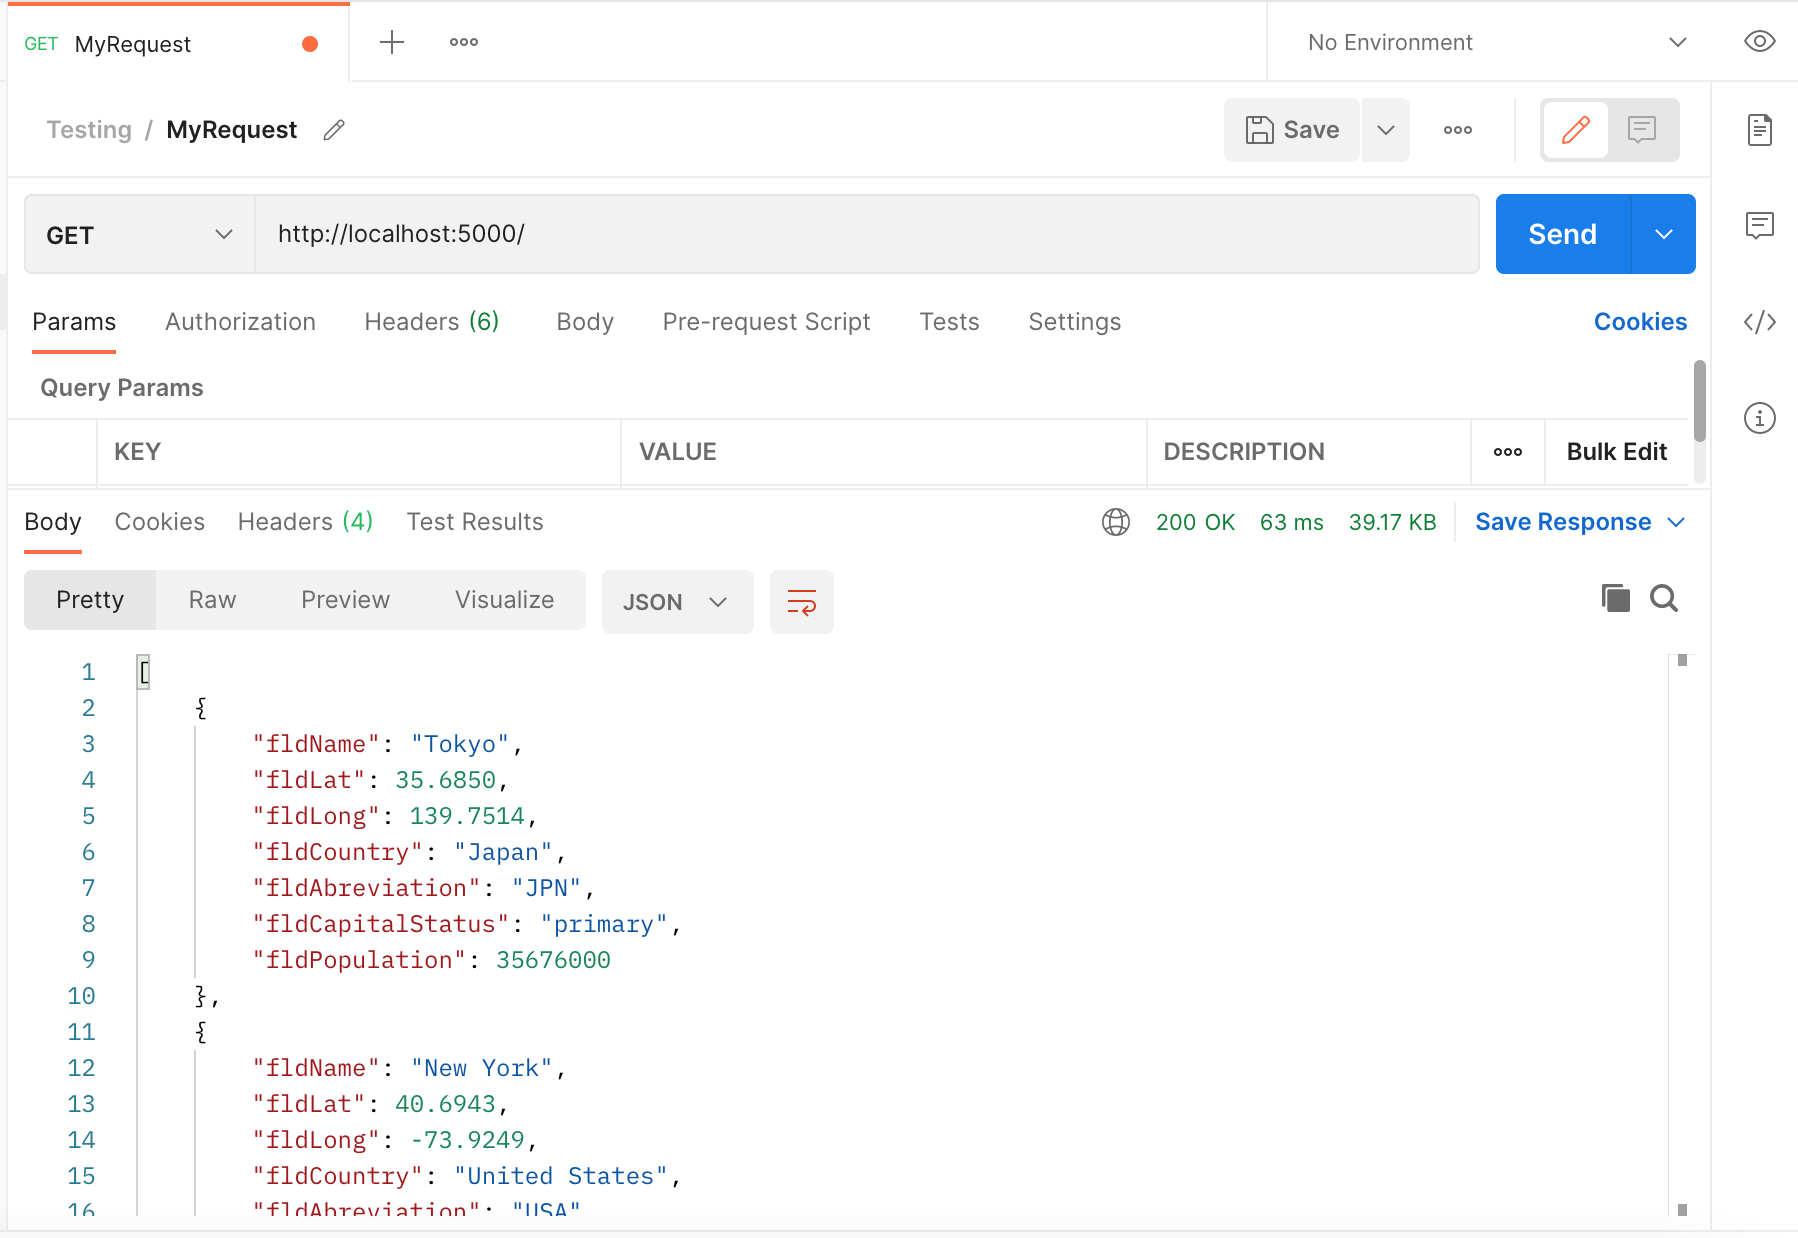 GET MyRequest
No Environment
Testing / MyRequest
Save
GET http://localhost:5000/
Send
Params Authorization Headers (6) Body Pre-request Script Tests Settings Cookies
Query Params
KEY VALUE DESCRIPTION Bulk Edit
Body Cookies Headers (4) Test Results 200 OK 63 ms 39.17 KB Save Response
Pretty Raw Preview Visualize JSON
1 [
2 {
3 "fldName": "Tokyo",
4 "fldLat": 35.6850,
5 "fldLong": 139.7514,
6 "fldCountry": "Japan",
7 "fldAbreviation": "JPN",
8 "fldCapitalStatus": "primary",
9 "fldPopulation": 35676000
10 },
11 {
12 "fldName": "New York",
13 "fldLat": 40.6943,
14 "fldLong": -73.9249,
15 "fldCountry": "United States",
16 "fldAbreviation": "USA"